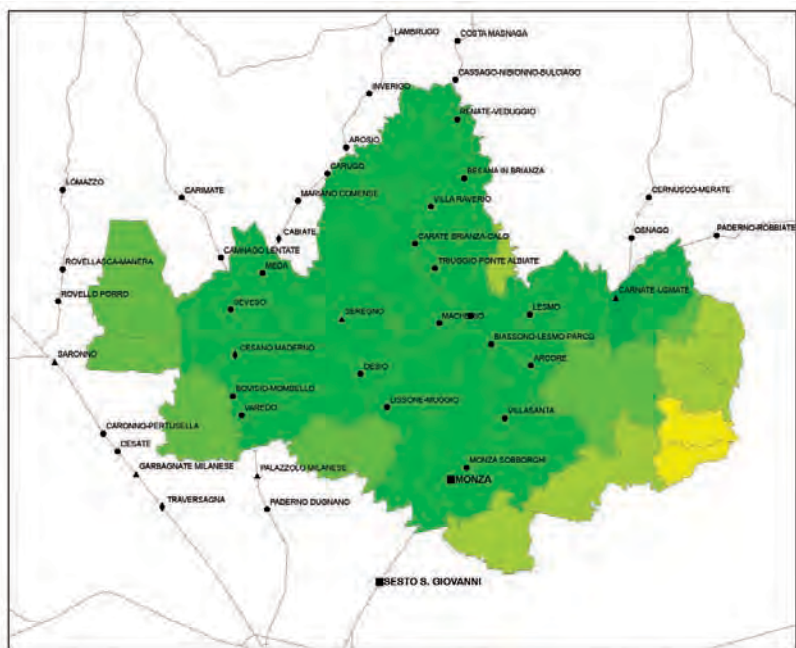 LAMBRUGO
COSTA MASNAGA
CASSAGO-NIBIONNO-BULCIAGO
INVERIGO
RENATE-VEDUGGIO
AROSIO
CARUGO
BESANA IN BRIANZA
LOMAZZO
CARIMATE
MARIANO COMENSE
VILLA RAVERIO
CERNUSCO-MERATE
CABIATE
CARATE BRIANZA-CALO
OSNAGO
PADERNO-ROBBIATE
CAMNAGO LENTATE
ROVELLASCA-MANERA
MEDA
TRIUGGIO PONTE ALBIATE
ROVELLO PORRO
CARNATE-USMATE
SEVESO
SEREGNO
MACHERIO
LESMO
BIASSONO-LESMO PARCO
SARONNO
CESANO MADERNO
ARCORE
DESIO
BOVISIO-MOMBELLO
LISSONE-MUGGIO
VAREDO
VILLASANTA
CARONNO-PERTUSELLA
CESATE
GARBAGNATE MILANESE
PALAZZOLO MILANESE
MONZA SOBBORGHI
MONZA
TRAVERSAGNA
PADERNO DUGNANO
SESTO S. GIOVANNI